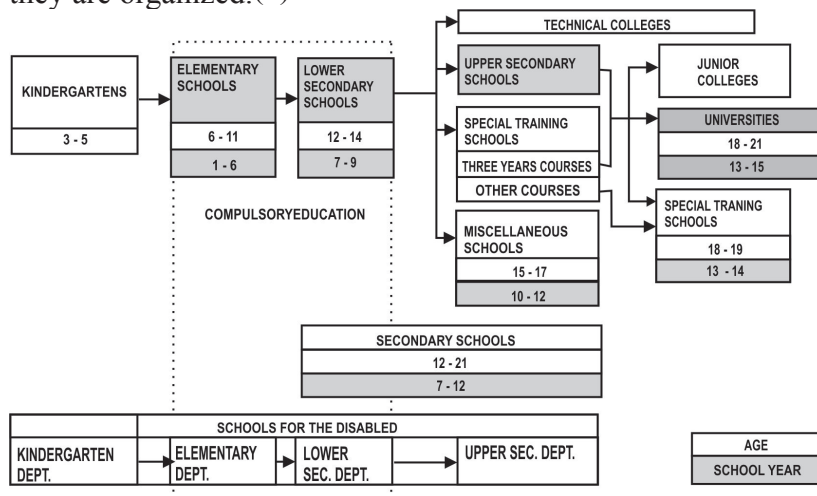 they are organized.
TECHNICAL COLLEGES
KINDERGARTENS
3 - 5
ELEMENTARY
SCHOOLS
6 - 11
1 - 6
LOWER
SECONDARY
SCHOOLS
12 - 14
7 - 9
COMPULSORYEDUCATION
UPPER SECONDARY
SCHOOLS
SPECIAL TRAINING
SCHOOLS
THREE YEARS COURSES
OTHER COURSES
MISCELLANEOUS
SCHOOLS
15 - 17
10 - 12
JUNIOR
COLLEGES
UNIVERSITIES
18 - 21
13 - 15
SPECIAL TRANING
SCHOOLS
18 - 19
13 - 14
SECONDARY SCHOOLS
12 - 21
7 - 12
SCHOOLS FOR THE DISABLED
KINDERGARTEN
DEPT.
ELEMENTARY
DEPT.
LOWER
SEC. DEPT.
UPPER SEC. DEPT.
AGE
SCHOOL YEAR